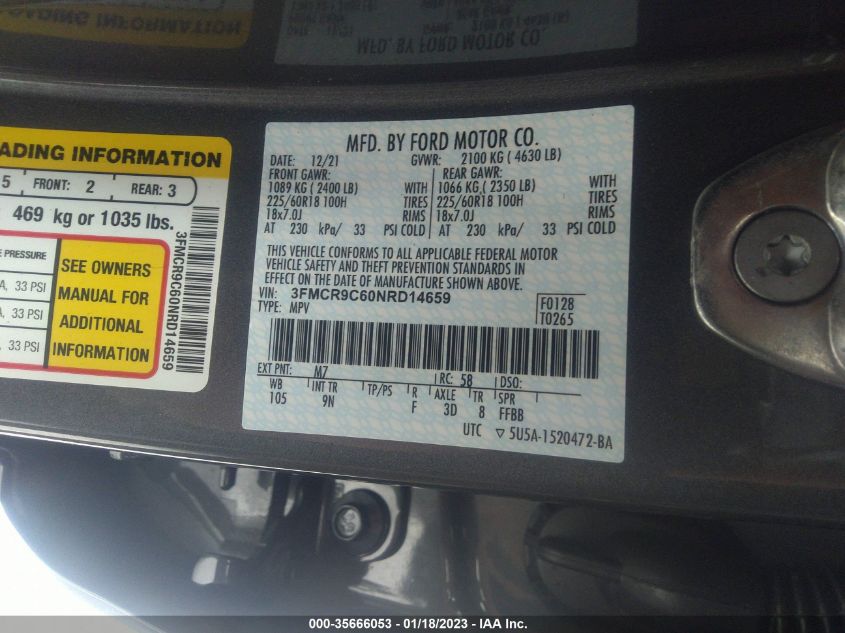 MFD. BY FORD MOTOR CO.
ADING INFORMATION
5 FRONT: 2 REAR: 3
469 kg or 1035 lbs.
E PRESSURE
A, 33 PSI
A, 33 PSI
33 PSI
SEE OWNERS
MANUAL FOR
ADDITIONAL
INFORMATION
3FMCR9C60NRD14659
MFD. BY FORD MOTOR CO.
DATE: 12/21 GVWR: 2100 KG ( 4630 LB)
FRONT GAWR: REAR GAWR:
1089 KG ( 2400 LB) WITH 1066 KG ( 2350 LB) WITH
225/60R18 100H TIRES 225/60R18 100H TIRES
18x7.0J RIMS 18x7.0J RIMS
AT 230 kPa/ 33 PSI COLD AT 230 kPa/ 33 PSI COLD
THIS VEHICLE CONFORMS TO ALL APPLICABLE FEDERAL MOTOR
VEHICLE SAFETY AND THEFT PREVENTION STANDARDS IN
EFFECT ON THE DATE OF MANUFACTURE SHOWN ABOVE.
VIN: 3FMCR9C60NRD14659
TYPE: MPV
F0128
T0265
EXT PNT: M7 RC: 58 DSO:
WB INT TR TP/PS R AXLE TR SPR
105 9N F 3D 8 FFBB
UTC ▽ 5U5A-1520472-BA
000-35666053 - 01/18/2023 - IAA Inc.